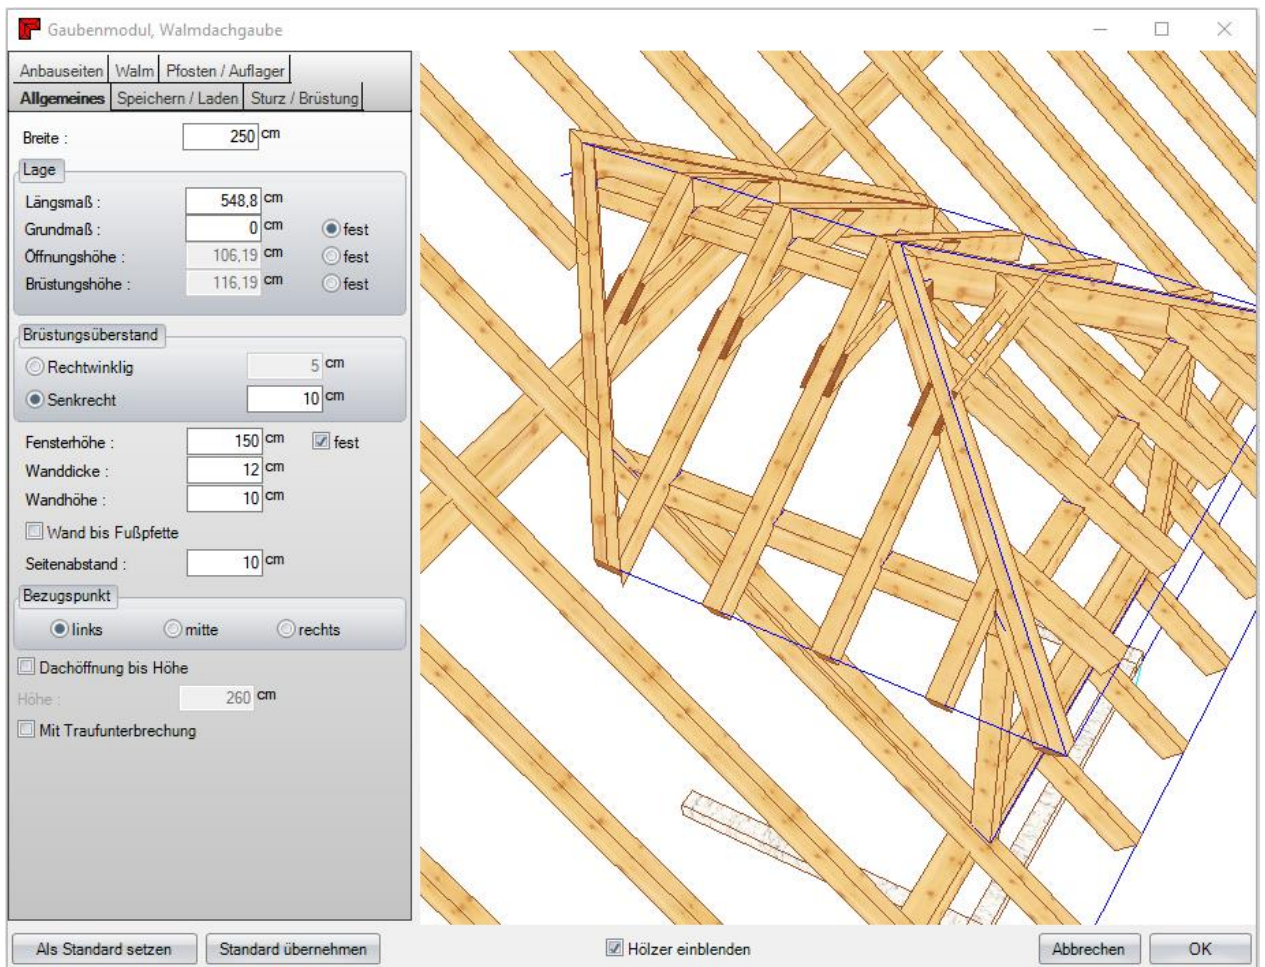 Gaubenmodul, Walmdachgaube
Anbauseiten Walm Pfosten / Auflager
Allgemeines Speichern / Laden Sturz / Brüstung
Breite : 250 cm
Lage
Längsmaß : 548,8 cm
Grundmaß : 0 cm fest
Öffnungshöhe : 106,19 cm fest
Brüstungshöhe : 116,19 cm fest
Brüstungsüberstand
Rechtwinklig 5 cm
Senkrecht 10 cm
Fensterhöhe : 150 cm fest
Wanddicke : 12 cm
Wandhöhe : 10 cm
Wand bis Fußpfette
Seitenabstand : 10 cm
Bezugspunkt
links mitte rechts
Dachöffnung bis Höhe
Höhe : 260 cm
Mit Traufunterbrechung
Als Standard setzen Standard übernehmen Hölzer einblenden Abbrechen OK